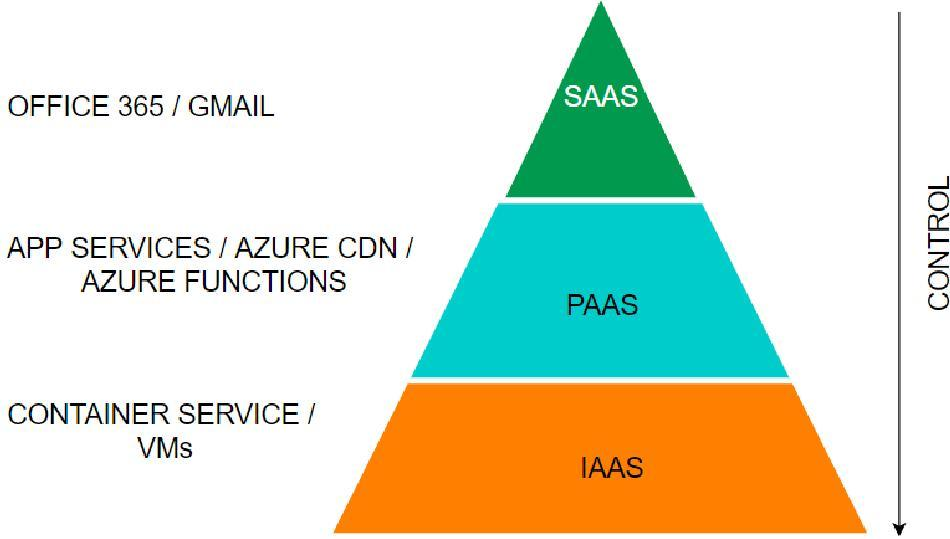 OFFICE 365 / GMAIL
SAAS
APP SERVICES / AZURE CDN /
AZURE FUNCTIONS
PAAS
CONTAINER SERVICE /
VMs
IAAS
CONTROL